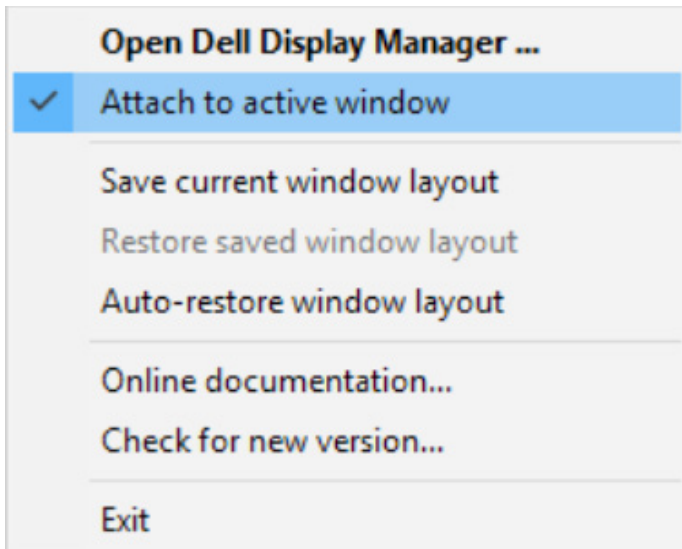 Open Dell Display Manager ...
Attach to active window
Save current window layout
Restore saved window layout
Auto-restore window layout
Online documentation...
Check for new version...
Exit